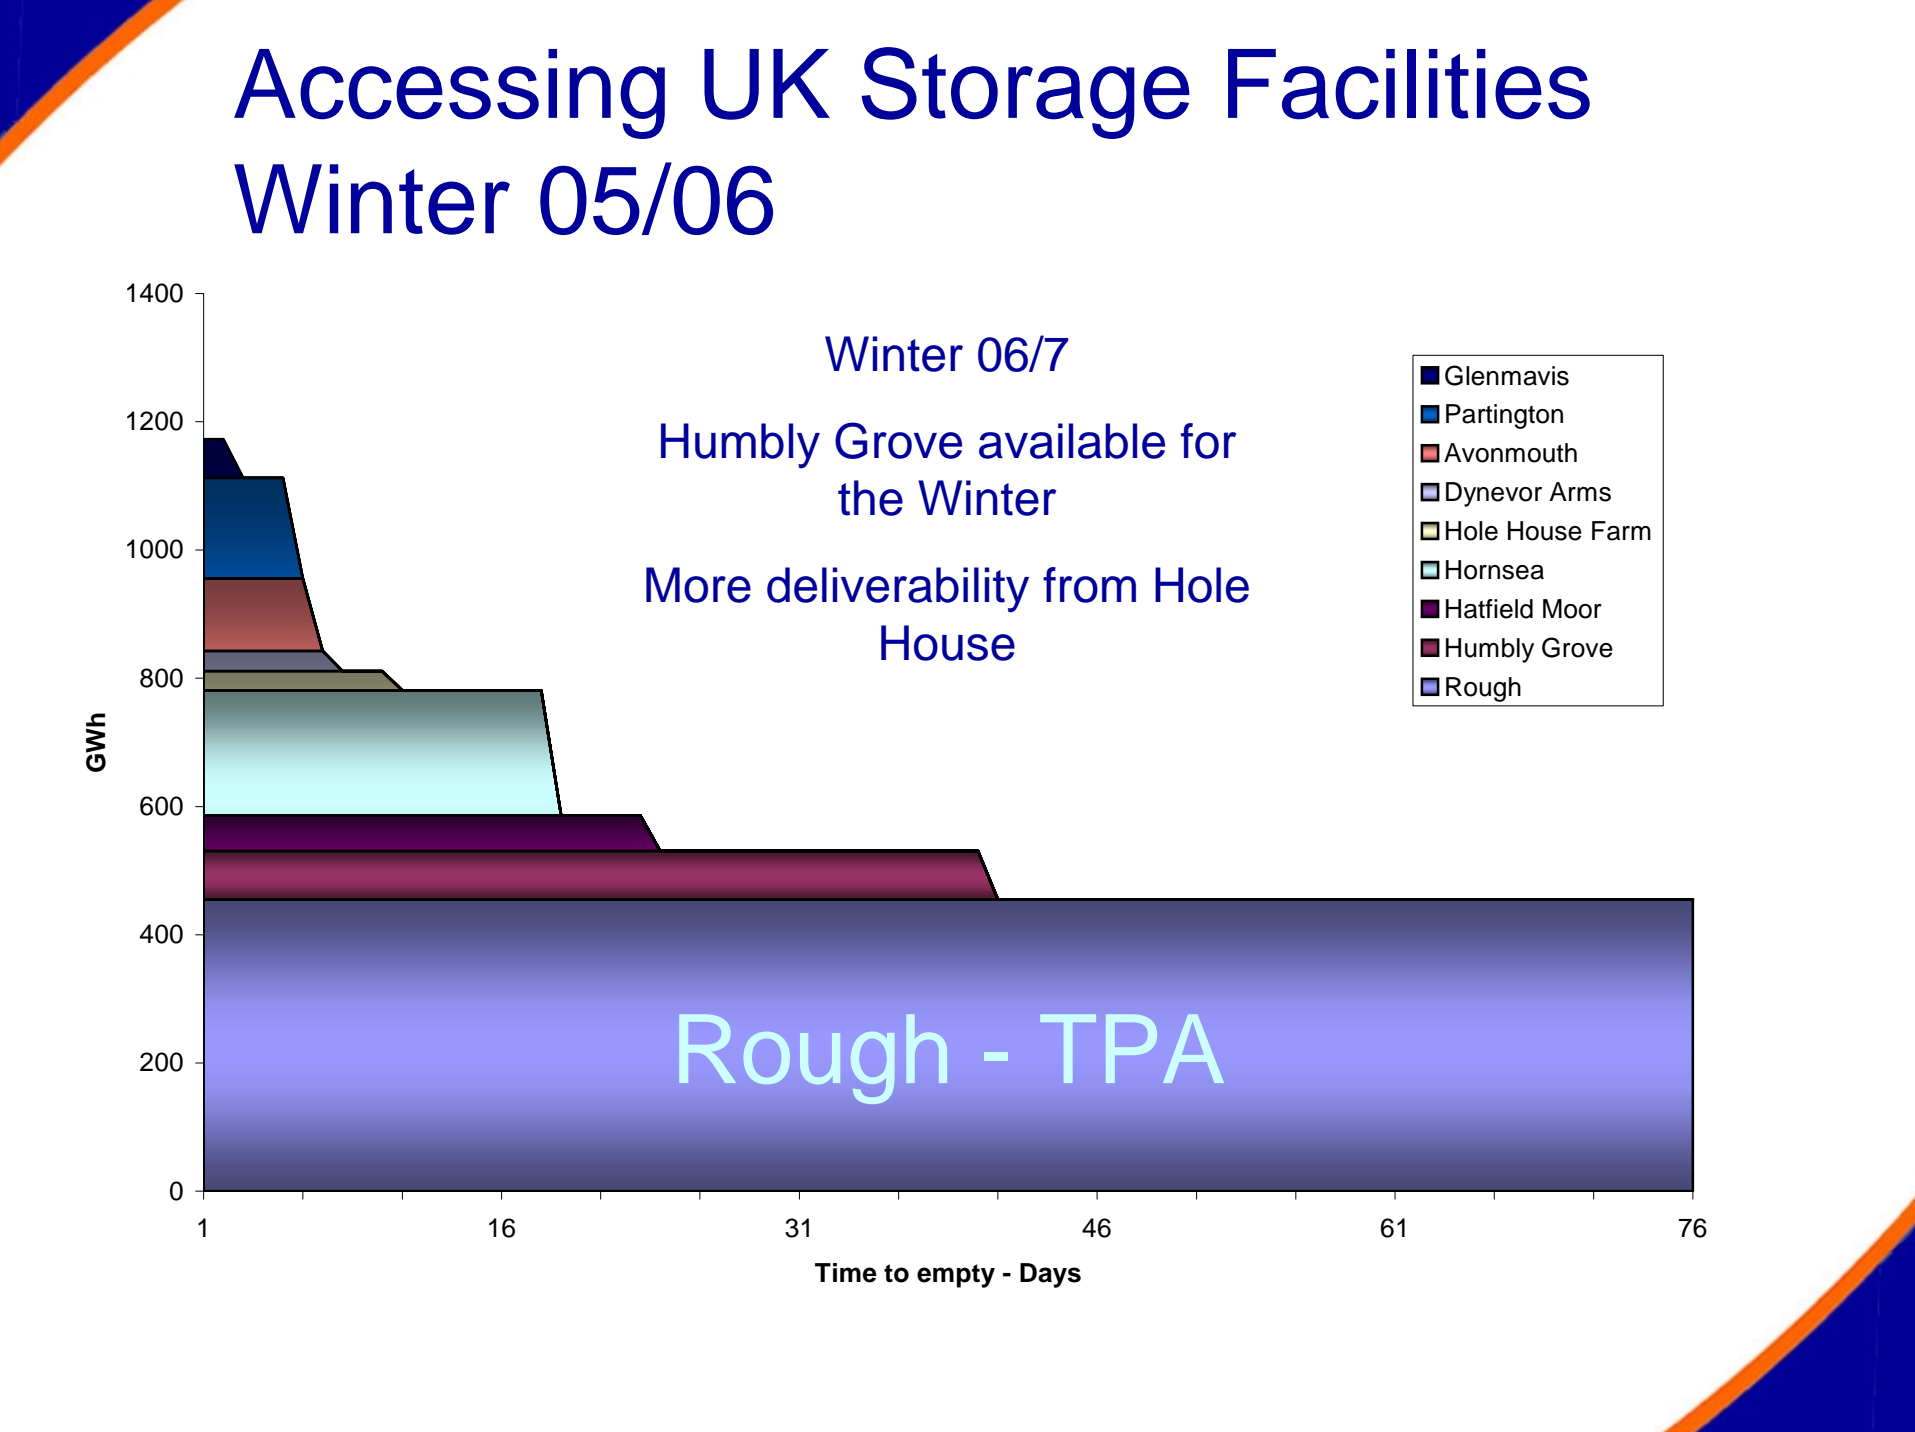 Accessing UK Storage Facilities
Winter 05/06
1400
1200
1000
800
600
400
200
0
GWh
Winter 06/7
Humbly Grove available for
the Winter
More deliverability from Hole
House
Glenmavis
Partington
Avonmouth
Dynevor Arms
Hole House Farm
Hornsea
Hatfield Moor
Humbly Grove
Rough
Rough - TPA
1 16 31 46 61 76
Time to empty - Days